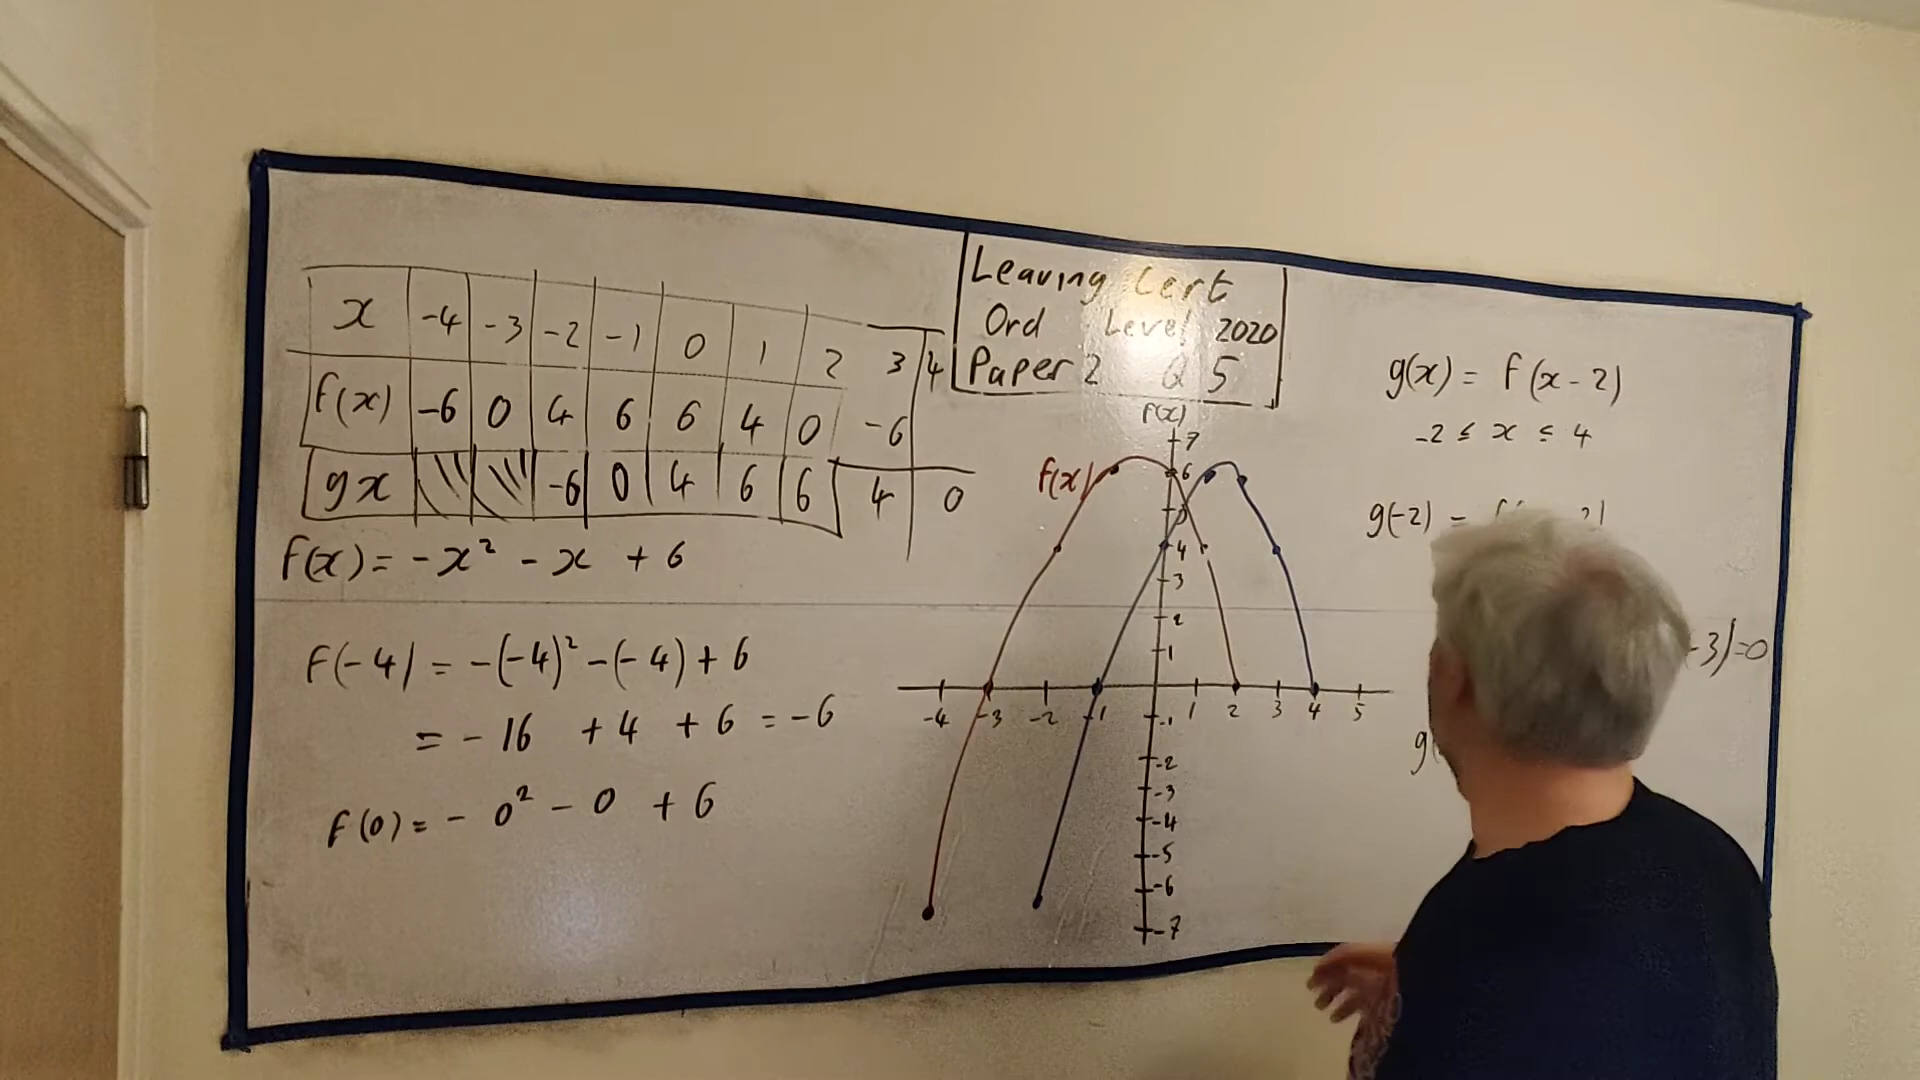 x -4 -3 -2 -1 0 1 2 3 4
f(x) -6 0 4 6 6 4 0 -6
gx -6 0 4 6 6 4 0
f(x) = -x² - x + 6
F(-4) = -(-4)² - (-4) + 6
= -16 + 4 + 6 = -6
F(0) = - 0² - 0 + 6
Leaving Cert
Ord Level 2020
Paper 2 Q 5
f(x)
7
6
5
4
3
2
1
-4 -3 -2 -1 1 2 3 4 5
-1
-2
-3
-4
-5
-6
-7
f(x)
g(x) = f(x-2)
-2 ≤ x ≤ 4
g(-2) =
-3)=0